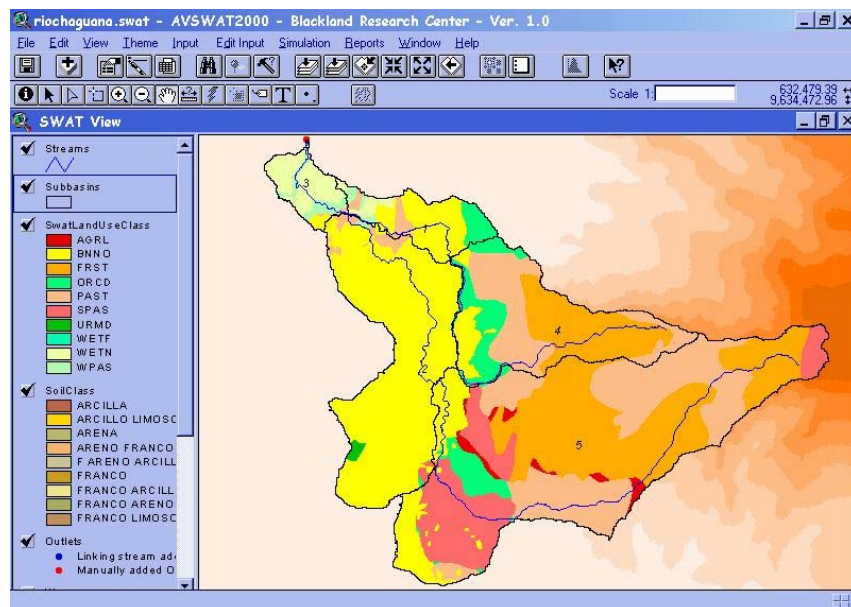 riochaguana.swat - AVSWAT2000 - Blackland Research Center - Ver. 1.0
File Edit View Theme Input Edit Input Simulation Reports Window Help
Scale 1:
632,479.39
9,634,472.96
SWAT View
Streams
Subbasins
SwatLandUseClass
AGRL
BNNO
FRST
ORCD
PAST
SPAS
URMD
WETF
WETN
WPAS
SoilClass
ARCILLA
ARCILLO LIMOSC
ARENA
ARENO FRANCO
F ARENO ARCILL
FRANCO
FRANCO ARCILL
FRANCO ARENO
FRANCO LIMOSC
Outlets
Linking stream add
Manually added O
3
1
4
2
5